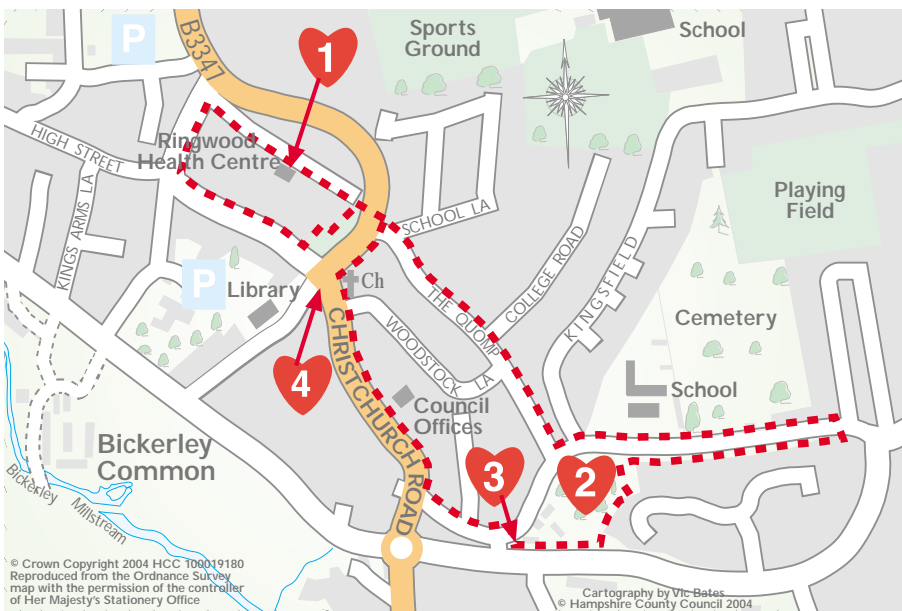 P
B3347
1
Sports
Ground
School
HIGH STREET
Ringwood
Health Centre
KINGS ARMS LA
SCHOOL LA
Playing
Field
P
Library
Ch
THE QUOMP
COLLEGE ROAD
KINGSFIELD
Cemetery
4
CHRISTCHURCH ROAD
WOODSTOCK LA
Council
Offices
School
Bickerley
Common
3
2
Bickerley
Millstream
© Crown Copyright 2004 HCC 100019180
Reproduced from the Ordnance Survey
map with the permission of the controller
of Her Majesty's Stationery Office
Cartography by Vic Bates
© Hampshire County Council 2004